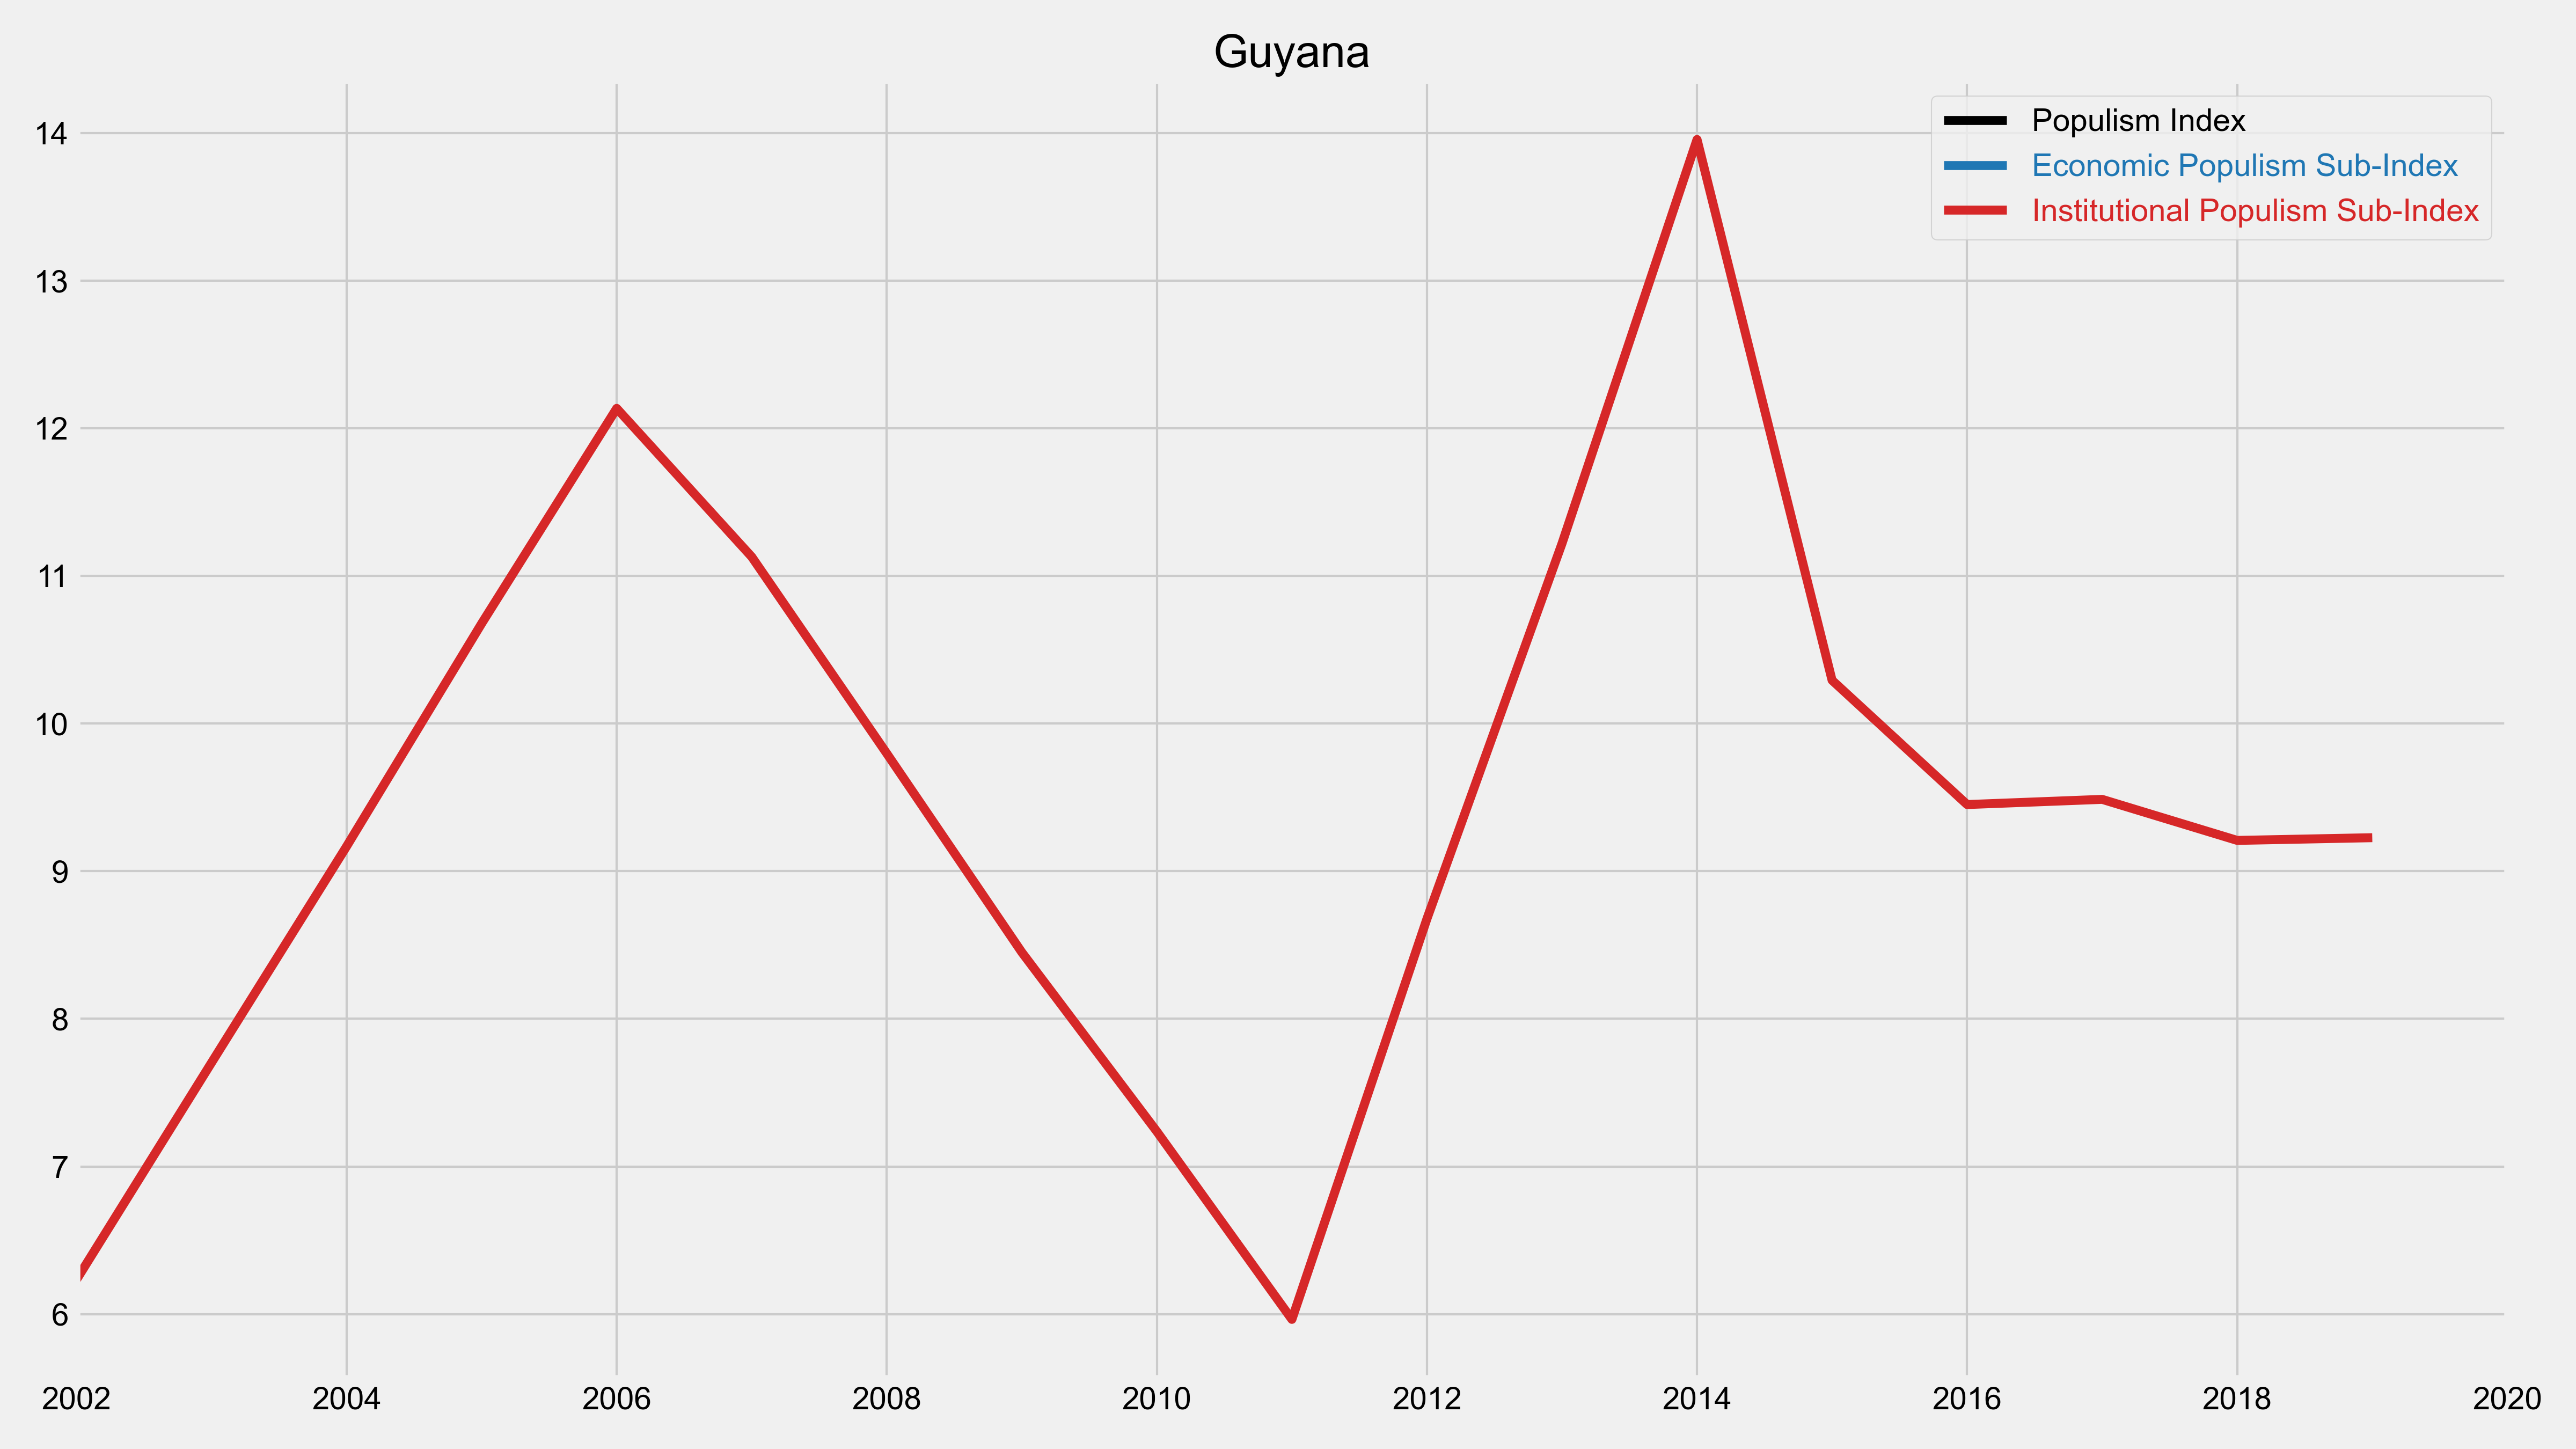 Guyana
Populism Index
Economic Populism Sub-Index
Institutional Populism Sub-Index
14
13
12
11
10
9
8
7
6
2002 2004 2006 2008 2010 2012 2014 2016 2018 2020